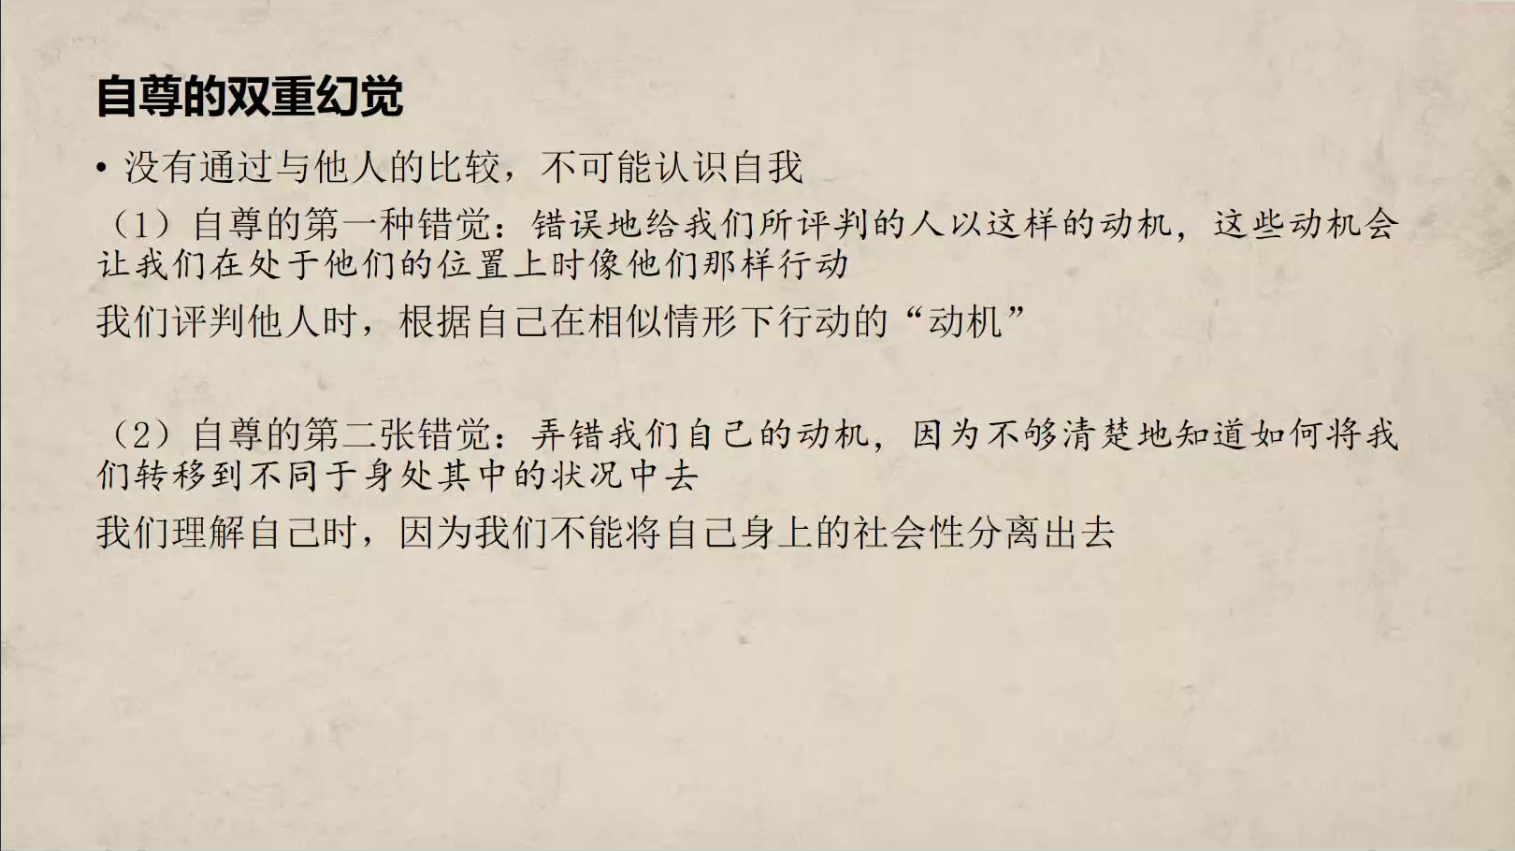 自尊的双重幻觉
• 没有通过与他人的比较，不可能认识自我
（1）自尊的第一种错觉：错误地给我们所评判的人以这样的动机，这些动机会
让我们在处于他们的位置上时像他们那样行动
我们评判他人时，根据自己在相似情形下行动的“动机”
（2）自尊的第二张错觉：弄错我们自己的动机，因为不够清楚地知道如何将我
们转移到不同于身处其中的状况中去
我们理解自己时，因为我们不能将自己身上的社会性分离出去